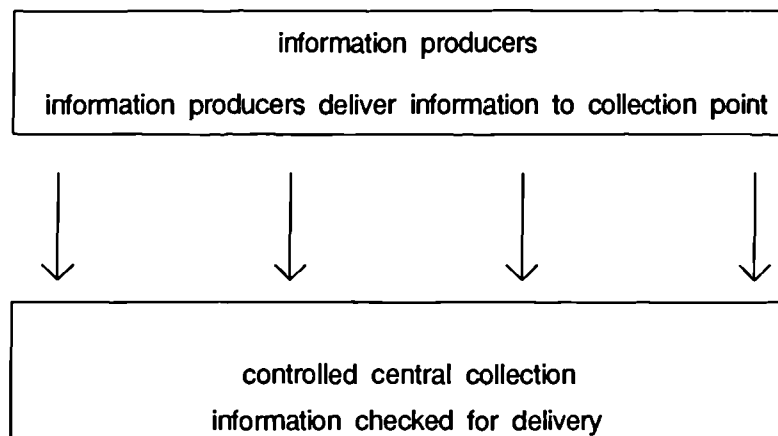 information producers
information producers deliver information to collection point
controlled central collection
information checked for delivery